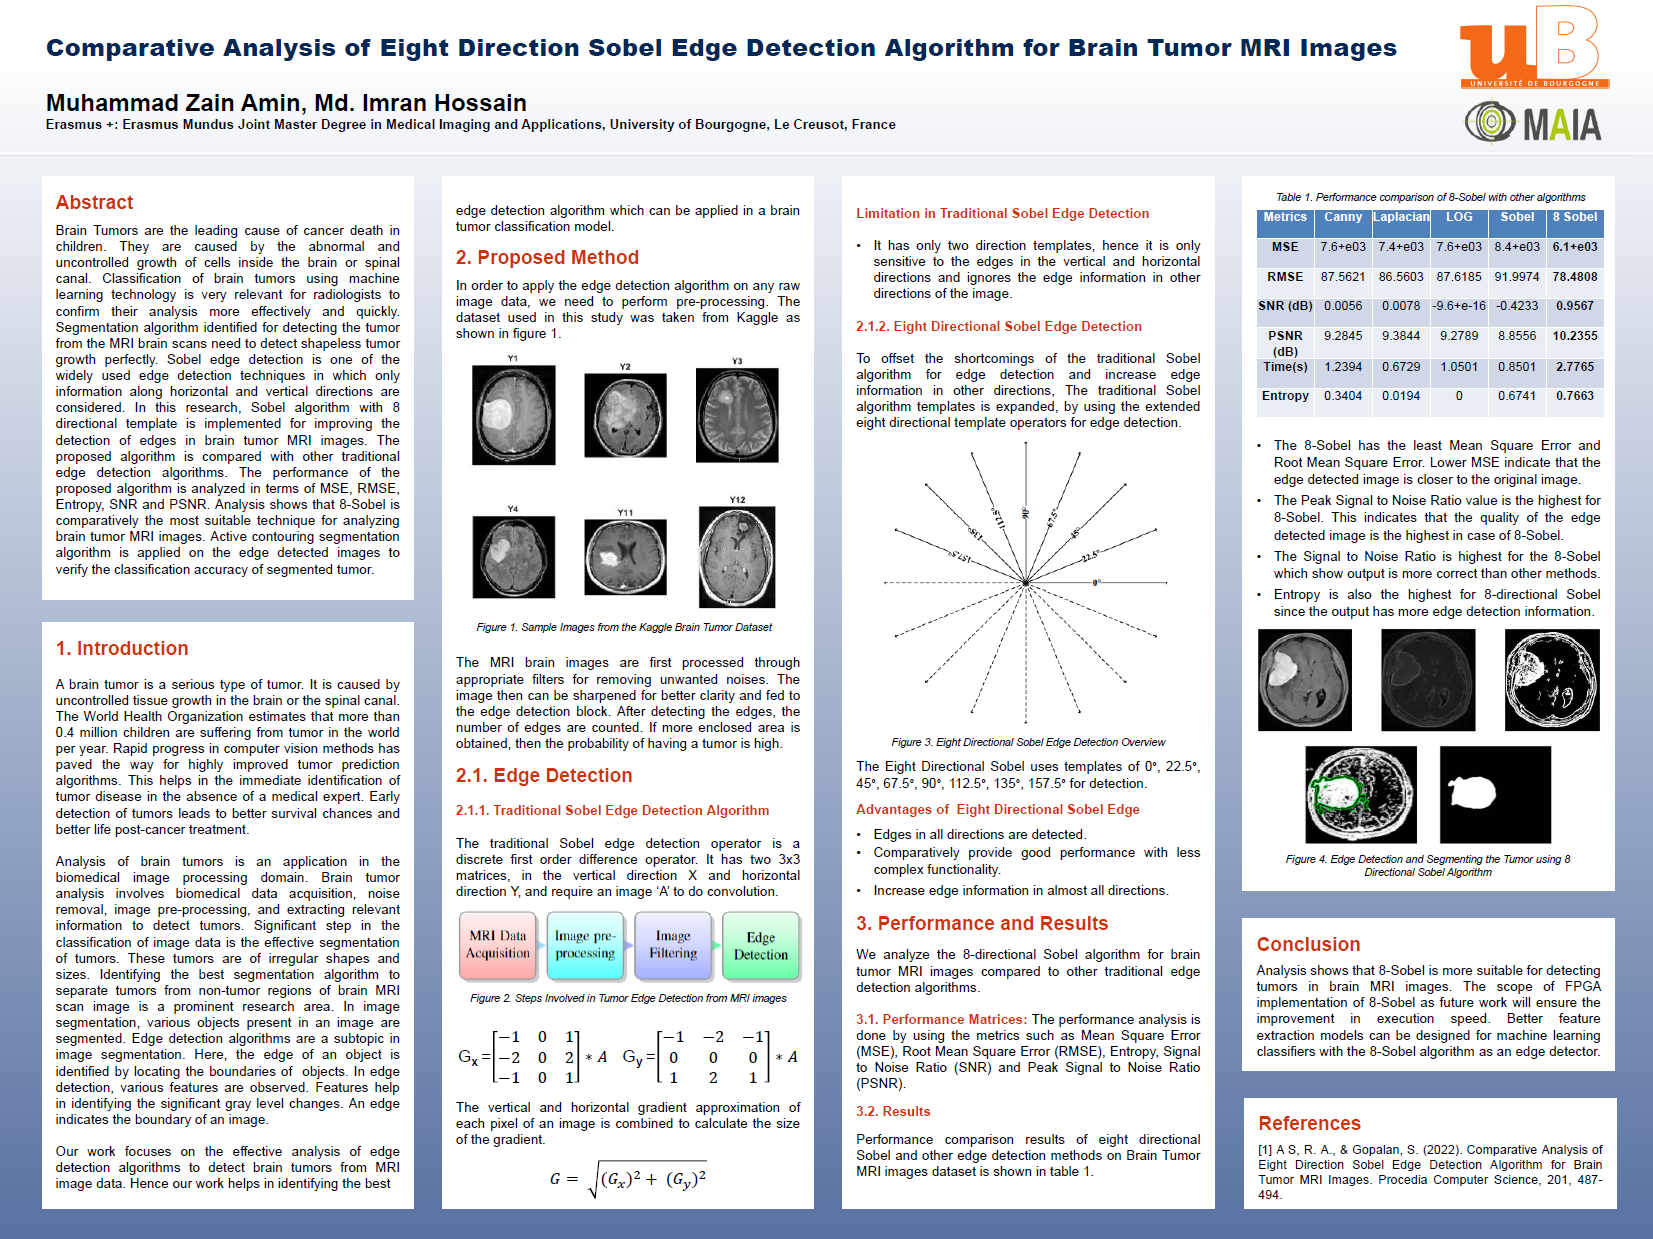 Comparative Analysis of Eight Direction Sobel Edge Detection Algorithm for Brain Tumor MRI Images
Muhammad Zain Amin, Md. Imran Hossain
Erasmus +: Erasmus Mundus Joint Master Degree in Medical Imaging and Applications, University of Bourgogne, Le Creusot, France
uB
UNIVERSITÉ DE BOURGOGNE
MAIA
Abstract
Brain Tumors are the leading cause of cancer death in
children. They are caused by the abnormal and
uncontrolled growth of cells inside the brain or spinal
canal. Classification of brain tumors using machine
learning technology is very relevant for radiologists to
confirm their analysis more effectively and quickly.
Segmentation algorithm identified for detecting the tumor
from the MRI brain scans need to detect shapeless tumor
growth perfectly. Sobel edge detection is one of the
widely used edge detection techniques in which only
information along horizontal and vertical directions are
considered. In this research, Sobel algorithm with 8
directional template is implemented for improving the
detection of edges in brain tumor MRI images. The
proposed algorithm is compared with other traditional
edge detection algorithms. The performance of the
proposed algorithm is analyzed in terms of MSE, RMSE,
Entropy, SNR and PSNR. Analysis shows that 8-Sobel is
comparatively the most suitable technique for analyzing
brain tumor MRI images. Active contouring segmentation
algorithm is applied on the edge detected images to
verify the classification accuracy of segmented tumor.
1. Introduction
A brain tumor is a serious type of tumor. It is caused by
uncontrolled tissue growth in the brain or the spinal canal.
The World Health Organization estimates that more than
0.4 million children are suffering from tumor in the world
per year. Rapid progress in computer vision methods has
paved the way for highly improved tumor prediction
algorithms. This helps in the immediate identification of
tumor disease in the absence of a medical expert. Early
detection of tumors leads to better survival chances and
better life post-cancer treatment.
Analysis of brain tumors is an application in the
biomedical image processing domain. Brain tumor
analysis involves biomedical data acquisition, noise
removal, image pre-processing, and extracting relevant
information to detect tumors. Significant step in the
classification of image data is the effective segmentation
of tumors. These tumors are of irregular shapes and
sizes. Identifying the best segmentation algorithm to
separate tumors from non-tumor regions of brain MRI
scan image is a prominent research area. In image
segmentation, various objects present in an image are
segmented. Edge detection algorithms are a subtopic in
image segmentation. Here, the edge of an object is
identified by locating the boundaries of objects. In edge
detection, various features are observed. Features help
in identifying the significant gray level changes. An edge
indicates the boundary of an image.
Our work focuses on the effective analysis of edge
detection algorithms to detect brain tumors from MRI
image data. Hence our work helps in identifying the best
edge detection algorithm which can be applied in a brain
tumor classification model.
2. Proposed Method
In order to apply the edge detection algorithm on any raw
image data, we need to perform pre-processing. The
dataset used in this study was taken from Kaggle as
shown in figure 1.
Y1 Y2 Y3
Y4 Y11 Y12
Figure 1. Sample Images from the Kaggle Brain Tumor Dataset
The MRI brain images are first processed through
appropriate filters for removing unwanted noises. The
image then can be sharpened for better clarity and fed to
the edge detection block. After detecting the edges, the
number of edges are counted. If more enclosed area is
obtained, then the probability of having a tumor is high.
2.1. Edge Detection
2.1.1. Traditional Sobel Edge Detection Algorithm
The traditional Sobel edge detection operator is a
discrete first order difference operator. It has two 3x3
matrices, in the vertical direction X and horizontal
direction Y, and require an image ‘A’ to do convolution.
MRI Data Acquisition
Image pre-processing
Image Filtering
Edge Detection
Figure 2. Steps Involved in Tumor Edge Detection from MRI images
Gx = [−1 0 1; −2 0 2; −1 0 1] ∗ A Gy = [−1 −2 −1; 0 0 0; 1 2 1] ∗ A
The vertical and horizontal gradient approximation of
each pixel of an image is combined to calculate the size
of the gradient.
G = √(Gx)² + (Gy)²
Limitation in Traditional Sobel Edge Detection
• It has only two direction templates, hence it is only
sensitive to the edges in the vertical and horizontal
directions and ignores the edge information in other
directions of the image.
2.1.2. Eight Directional Sobel Edge Detection
To offset the shortcomings of the traditional Sobel
algorithm for edge detection and increase edge
information in other directions, The traditional Sobel
algorithm templates is expanded, by using the extended
eight directional template operators for edge detection.
157.5° 135° 112.5° 90° 67.5° 45° 22.5° 0°
Figure 3. Eight Directional Sobel Edge Detection Overview
The Eight Directional Sobel uses templates of 0°, 22.5°,
45°, 67.5°, 90°, 112.5°, 135°, 157.5° for detection.
Advantages of Eight Directional Sobel Edge
• Edges in all directions are detected.
• Comparatively provide good performance with less
complex functionality.
• Increase edge information in almost all directions.
3. Performance and Results
We analyze the 8-directional Sobel algorithm for brain
tumor MRI images compared to other traditional edge
detection algorithms.
3.1. Performance Matrices: The performance analysis is
done by using the metrics such as Mean Square Error
(MSE), Root Mean Square Error (RMSE), Entropy, Signal
to Noise Ratio (SNR) and Peak Signal to Noise Ratio
(PSNR).
3.2. Results
Performance comparison results of eight directional
Sobel and other edge detection methods on Brain Tumor
MRI images dataset is shown in table 1.
Table 1. Performance comparison of 8-Sobel with other algorithms
Metrics Canny Laplacian LOG Sobel 8 Sobel
MSE 7.6+e03 7.4+e03 7.6+e03 8.4+e03 6.1+e03
RMSE 87.5621 86.5603 87.6185 91.9974 78.4808
SNR (dB) 0.0056 0.0078 -9.6+e-16 -0.4233 0.9567
PSNR (dB) 9.2845 9.3844 9.2789 8.8556 10.2355
Time(s) 1.2394 0.6729 1.0501 0.8501 2.7765
Entropy 0.3404 0.0194 0 0.6741 0.7663
• The 8-Sobel has the least Mean Square Error and
Root Mean Square Error. Lower MSE indicate that the
edge detected image is closer to the original image.
• The Peak Signal to Noise Ratio value is the highest for
8-Sobel. This indicates that the quality of the edge
detected image is the highest in case of 8-Sobel.
• The Signal to Noise Ratio is highest for the 8-Sobel
which show output is more correct than other methods.
• Entropy is also the highest for 8-directional Sobel
since the output has more edge detection information.
Figure 4. Edge Detection and Segmenting the Tumor using 8
Directional Sobel Algorithm
Conclusion
Analysis shows that 8-Sobel is more suitable for detecting
tumors in brain MRI images. The scope of FPGA
implementation of 8-Sobel as future work will ensure the
improvement in execution speed. Better feature
extraction models can be designed for machine learning
classifiers with the 8-Sobel algorithm as an edge detector.
References
[1] A S, R. A., & Gopalan, S. (2022). Comparative Analysis of
Eight Direction Sobel Edge Detection Algorithm for Brain
Tumor MRI Images. Procedia Computer Science, 201, 487-
494.